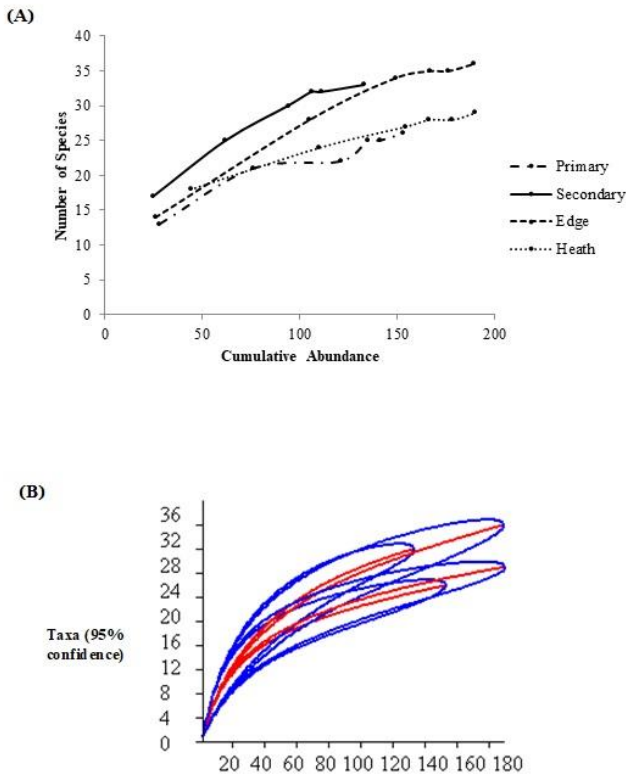 (A)
40
35
30
25
20
15
10
5
0
Number of Species
0 50 100 150 200
Cumulative Abundance
Primary
Secondary
Edge
Heath
(B)
36
32
28
24
20
16
12
8
4
0
Taxa (95%
confidence)
20 40 60 80 100 120 140 160 180